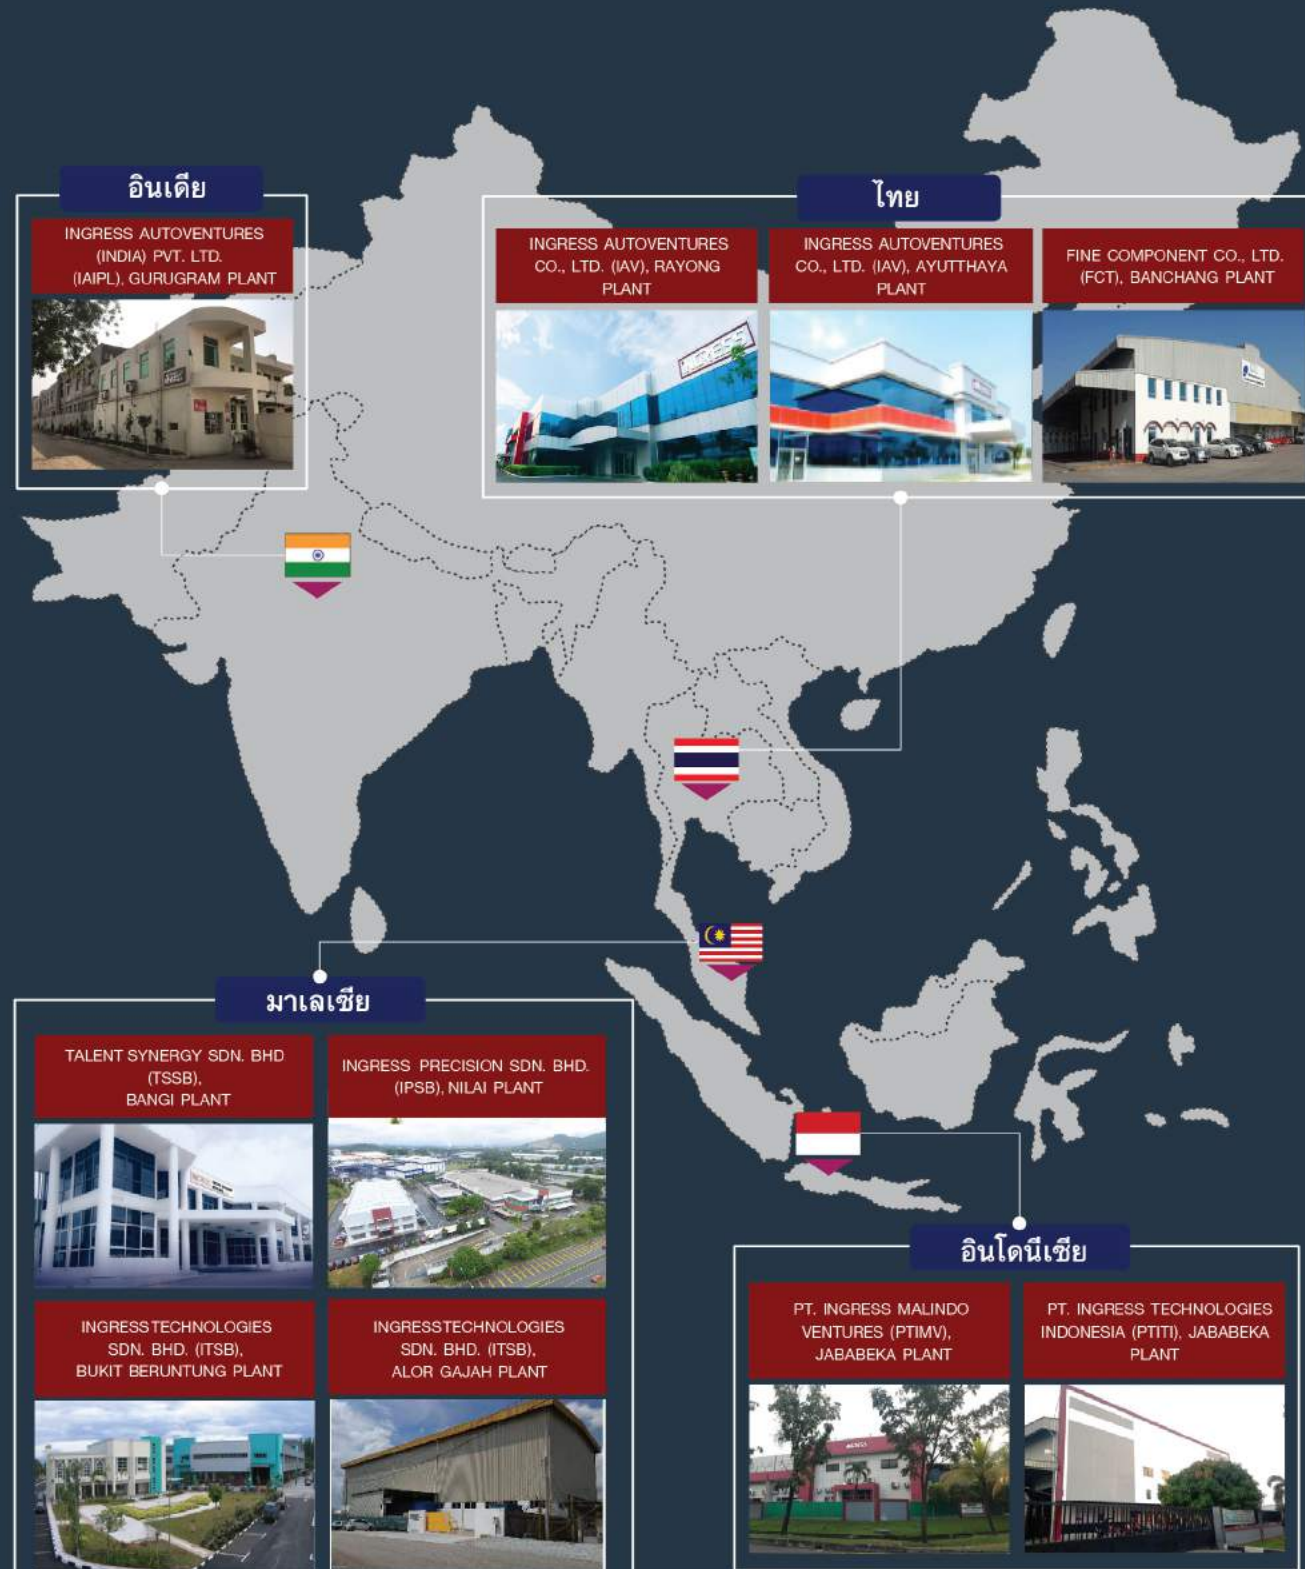 อินเดีย
INGRESS AUTOVENTURES
(INDIA) PVT. LTD.
(IAIPL), GURUGRAM PLANT
ไทย
INGRESS AUTOVENTURES
CO., LTD. (IAV), RAYONG
PLANT
INGRESS
INGRESS AUTOVENTURES
CO., LTD. (IAV), AYUTTHAYA
PLANT
FINE COMPONENT CO., LTD.
(FCT), BANCHANG PLANT
มาเลเซีย
TALENT SYNERGY SDN. BHD
(TSSB),
BANGI PLANT
INGRESS PRECISION SDN. BHD.
(IPSB), NILAI PLANT
INGRESSTECHNOLOGIES
SDN. BHD. (ITSB),
BUKIT BERUNTUNG PLANT
INGRESSTECHNOLOGIES
SDN. BHD. (ITSB),
ALOR GAJAH PLANT
อินโดนีเซีย
PT. INGRESS MALINDO
VENTURES (PTIMV),
JABABEKA PLANT
PT. INGRESS TECHNOLOGIES
INDONESIA (PTITI), JABABEKA
PLANT